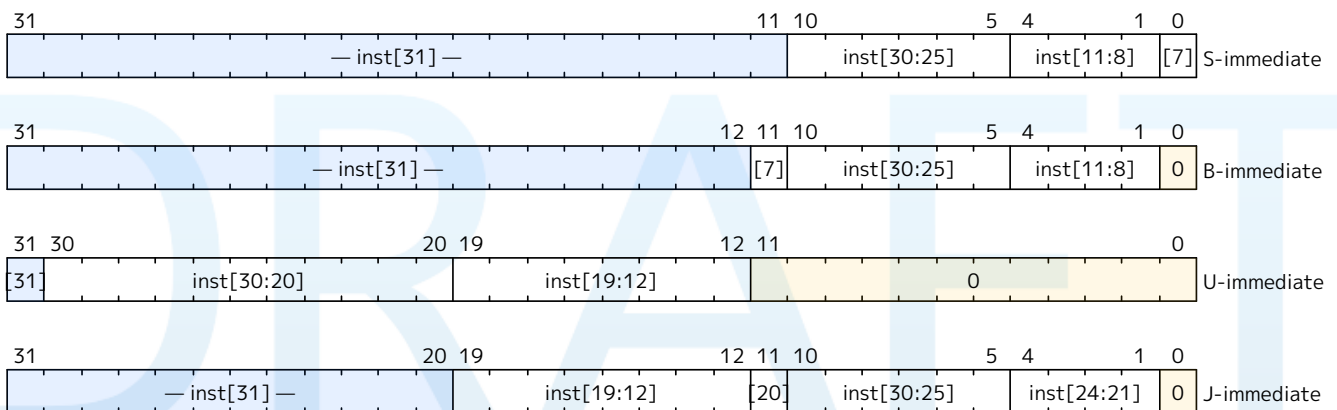 31 11 10 5 4 1 0
— inst[31] — inst[30:25] inst[11:8] [7] S-immediate
31 12 11 10 5 4 1 0
— inst[31] — [7] inst[30:25] inst[11:8] 0 B-immediate
31 30 20 19 12 11 0
[31] inst[30:20] inst[19:12] 0 U-immediate
31 20 19 12 11 10 5 4 1 0
— inst[31] — inst[19:12] [20] inst[30:25] inst[24:21] 0 J-immediate
DRAFT